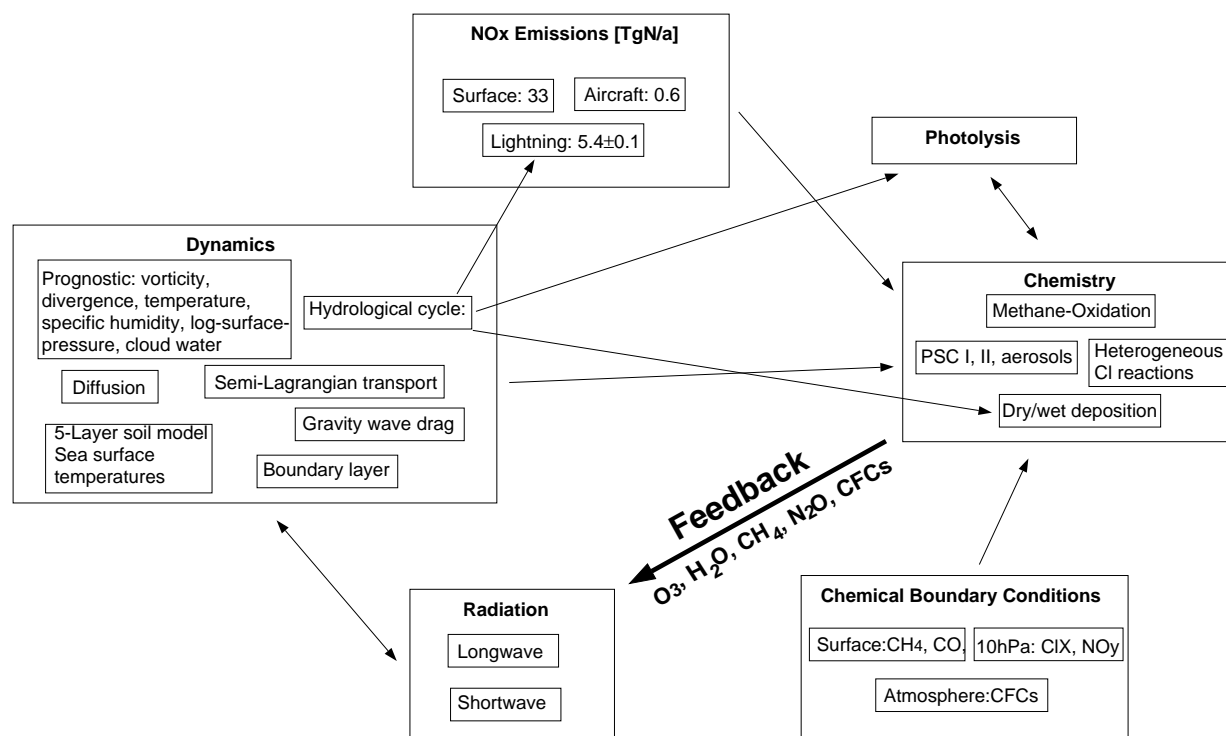 NOx Emissions [TgN/a]
Surface: 33
Aircraft: 0.6
Lightning: 5.4±0.1
Photolysis
Dynamics
Prognostic: vorticity,
divergence, temperature,
specific humidity, log-surface-
pressure, cloud water
Hydrological cycle:
Diffusion
Semi-Lagrangian transport
Gravity wave drag
5-Layer soil model
Sea surface
temperatures
Boundary layer
Chemistry
Methane-Oxidation
PSC I, II, aerosols
Heterogeneous
Cl reactions
Dry/wet deposition
Feedback
O3, H2O, CH4, N2O, CFCs
Radiation
Longwave
Shortwave
Chemical Boundary Conditions
Surface:CH4, CO,
10hPa: ClX, NOy
Atmosphere:CFCs